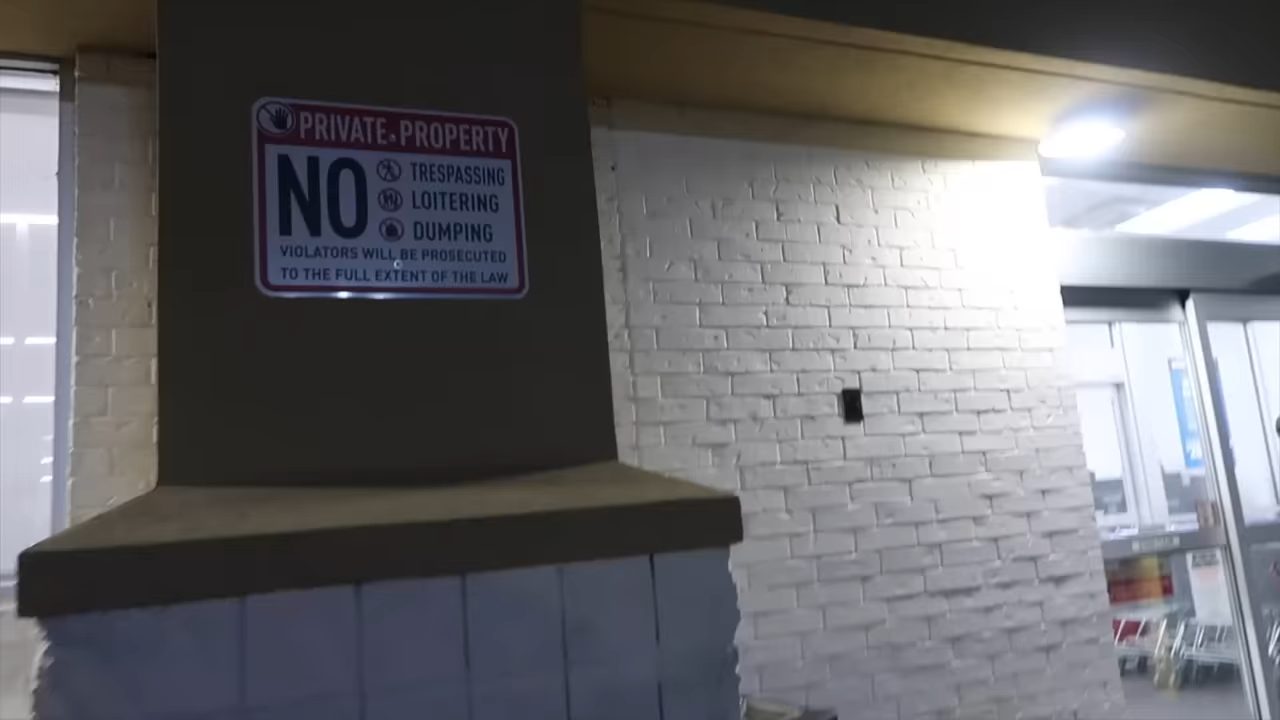 PRIVATE PROPERTY
NO
TRESPASSING
LOITERING
DUMPING
VIOLATORS WILL BE PROSECUTED
TO THE FULL EXTENT OF THE LAW